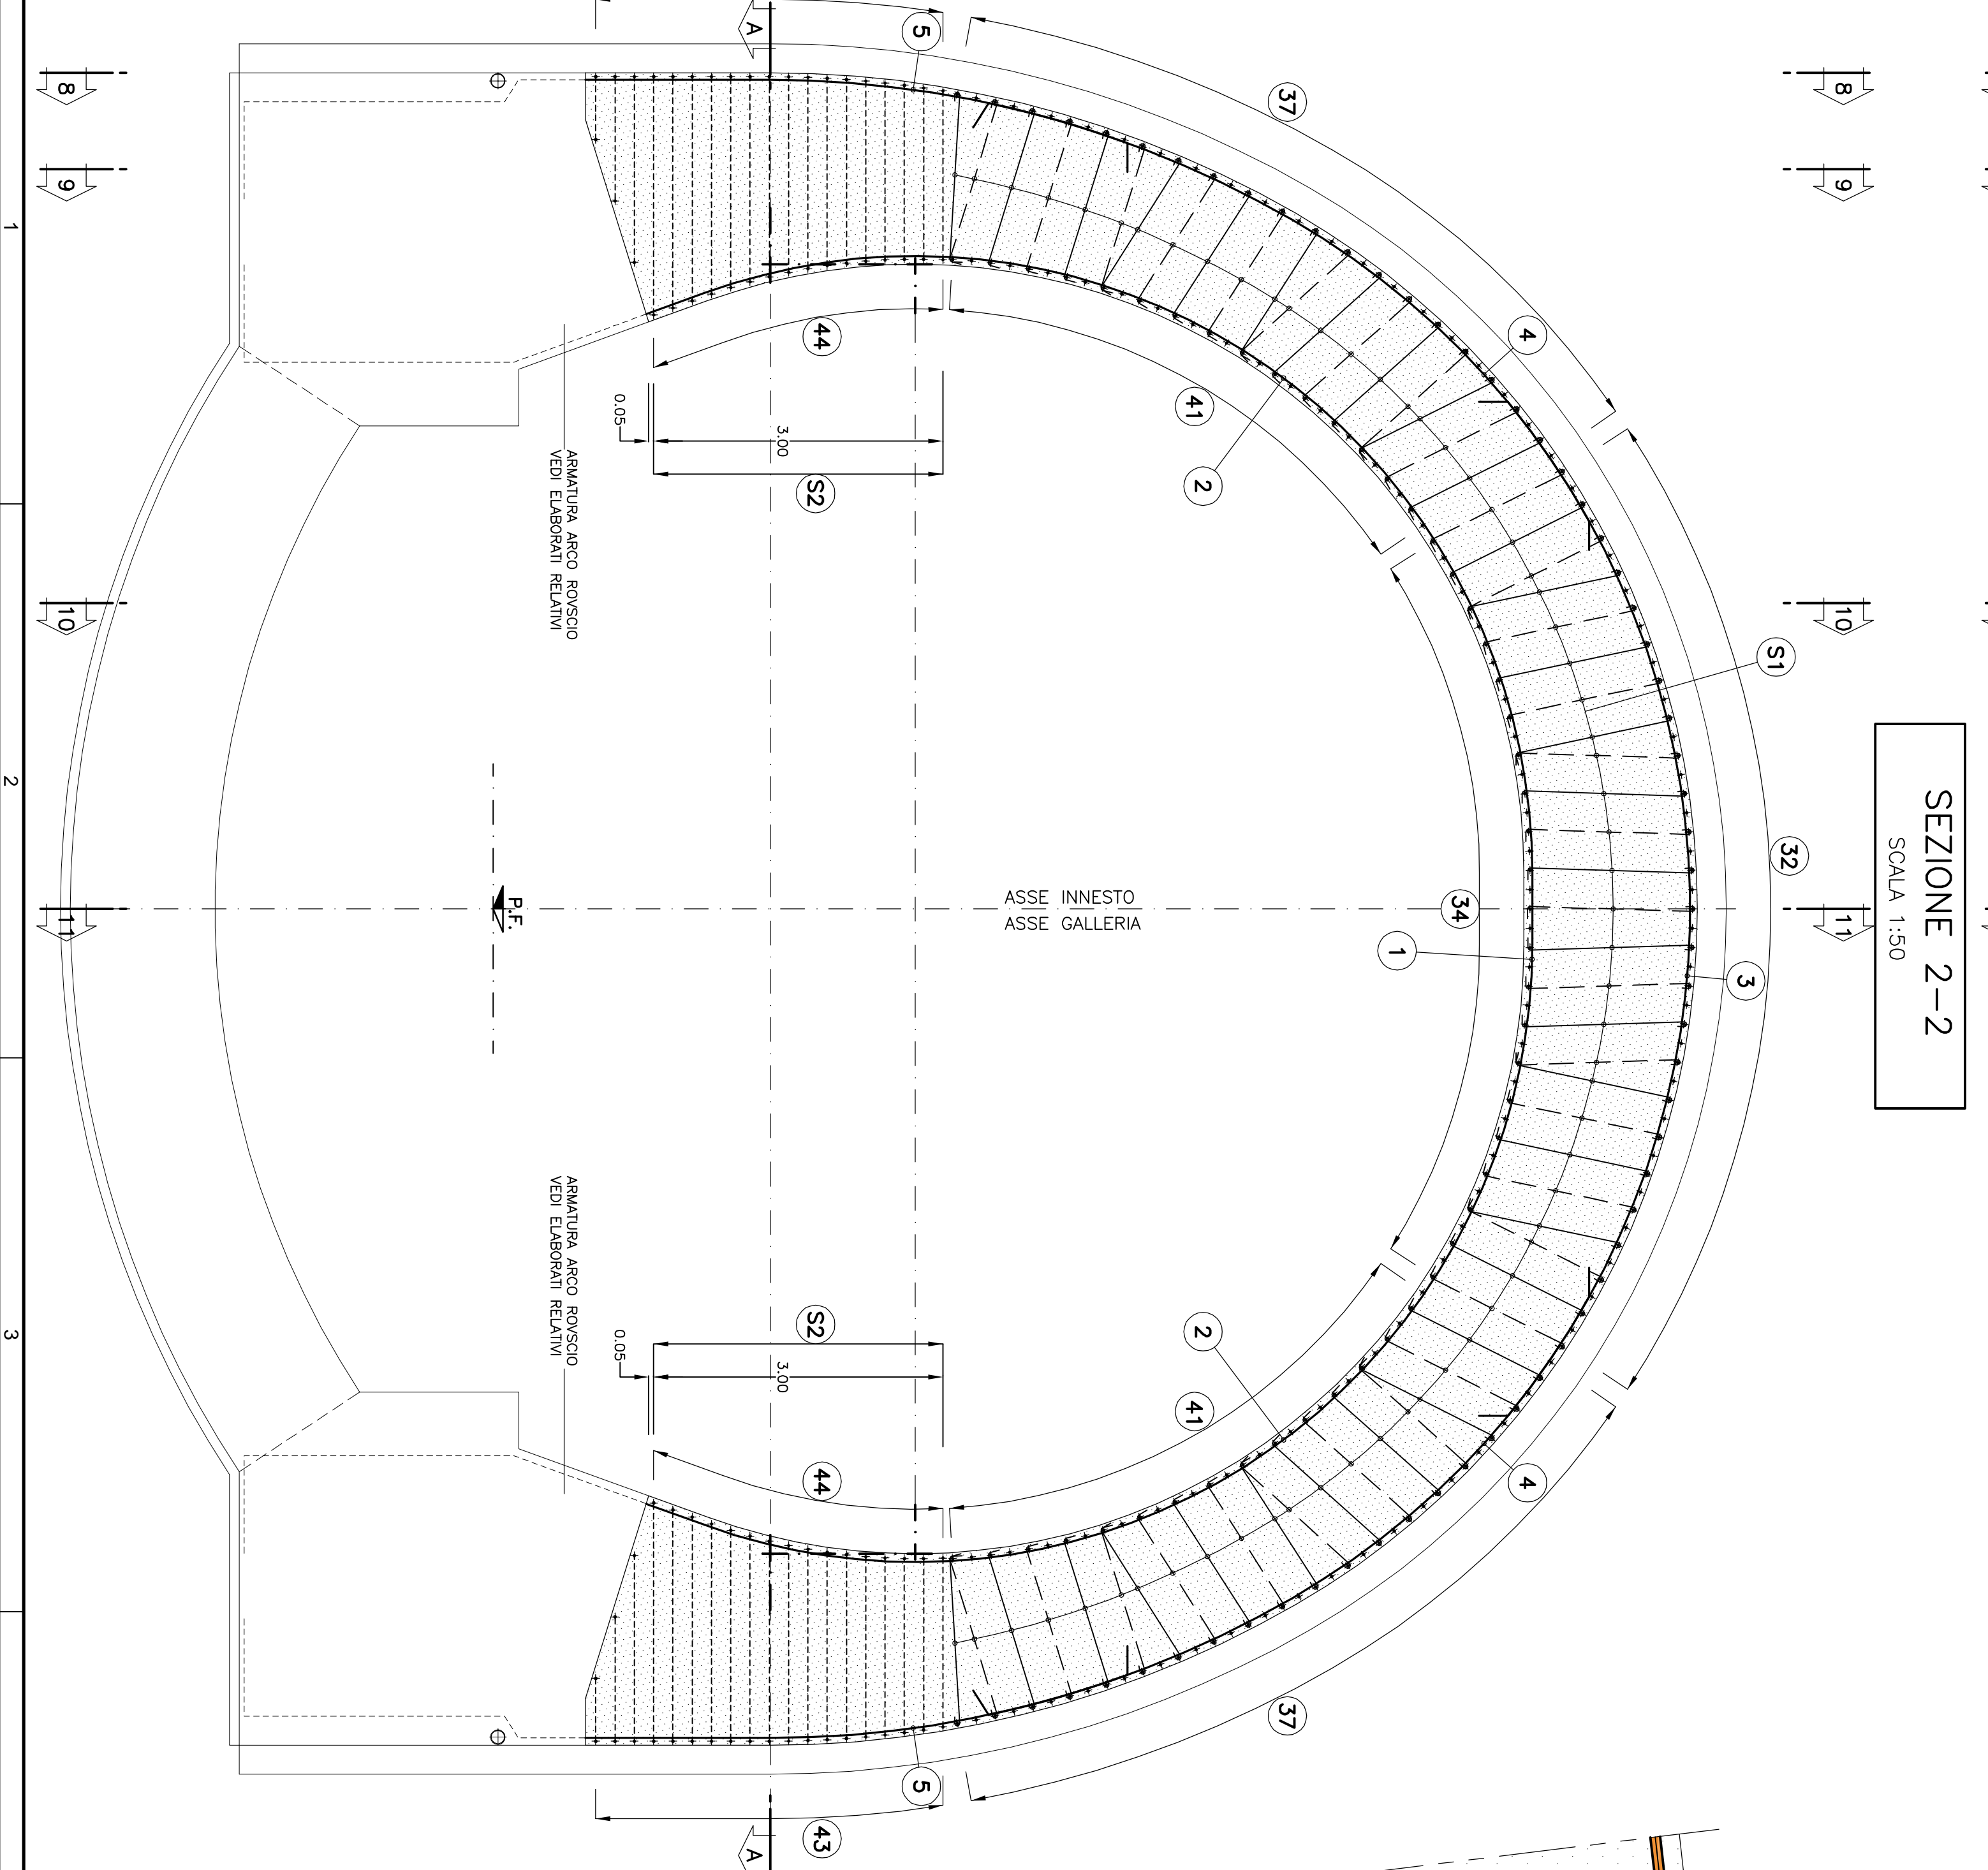 SEZIONE 2-2
SCALA 1:50
8
9
10
11
8
9
10
11
1
2
3
A
5
37
4
S1
32
3
4
37
5
43
A
44
41
2
34
1
2
41
44
0.05
3.00
S2
ARMATURA ARCO ROVSCIO
VEDI ELABORATI RELATIVI
ASSE INNESTO
ASSE GALLERIA
P.F.
S2
3.00
0.05
ARMATURA ARCO ROVSCIO
VEDI ELABORATI RELATIVI